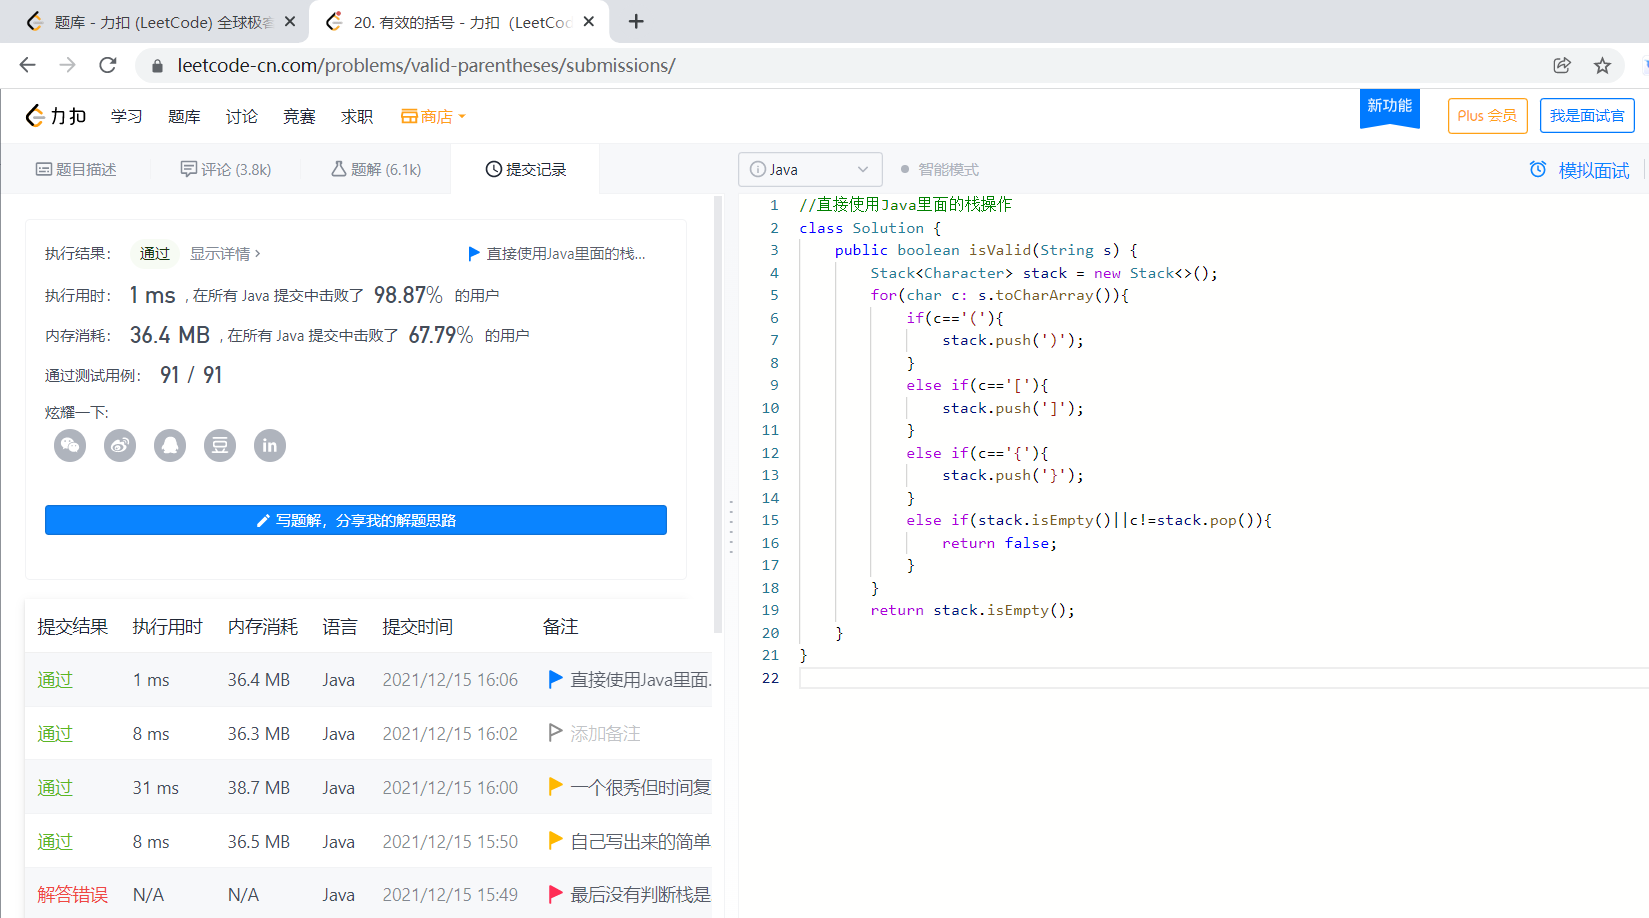 题库 - 力扣 (LeetCode) 全球极客
20. 有效的括号 - 力扣（LeetCo
leetcode-cn.com/problems/valid-parentheses/submissions/
力扣 学习 题库 讨论 竞赛 求职 商店 新功能 Plus 会员 我是面试官
题目描述 评论 (3.8k) 题解 (6.1k) 提交记录
Java 智能模式 模拟面试
执行结果： 通过 显示详情 > 直接使用Java里面的栈...
执行用时： 1 ms , 在所有 Java 提交中击败了 98.87% 的用户
内存消耗： 36.4 MB , 在所有 Java 提交中击败了 67.79% 的用户
通过测试用例： 91 / 91
炫耀一下:
豆 in
写题解，分享我的解题思路
提交结果 执行用时 内存消耗 语言 提交时间 备注
通过 1 ms 36.4 MB Java 2021/12/15 16:06 直接使用Java里面.
通过 8 ms 36.3 MB Java 2021/12/15 16:02 添加备注
通过 31 ms 38.7 MB Java 2021/12/15 16:00 一个很秀但时间复
通过 8 ms 36.5 MB Java 2021/12/15 15:50 自己写出来的简单
解答错误 N/A N/A Java 2021/12/15 15:49 最后没有判断栈是
1 //直接使用Java里面的栈操作
2 class Solution {
3 public boolean isValid(String s) {
4 Stack<Character> stack = new Stack<>();
5 for(char c: s.toCharArray()){
6 if(c=='('){
7 stack.push(')');
8 }
9 else if(c=='['){
10 stack.push(']');
11 }
12 else if(c=='{'){
13 stack.push('}');
14 }
15 else if(stack.isEmpty()||c!=stack.pop()){
16 return false;
17 }
18 }
19 return stack.isEmpty();
20 }
21 }
22